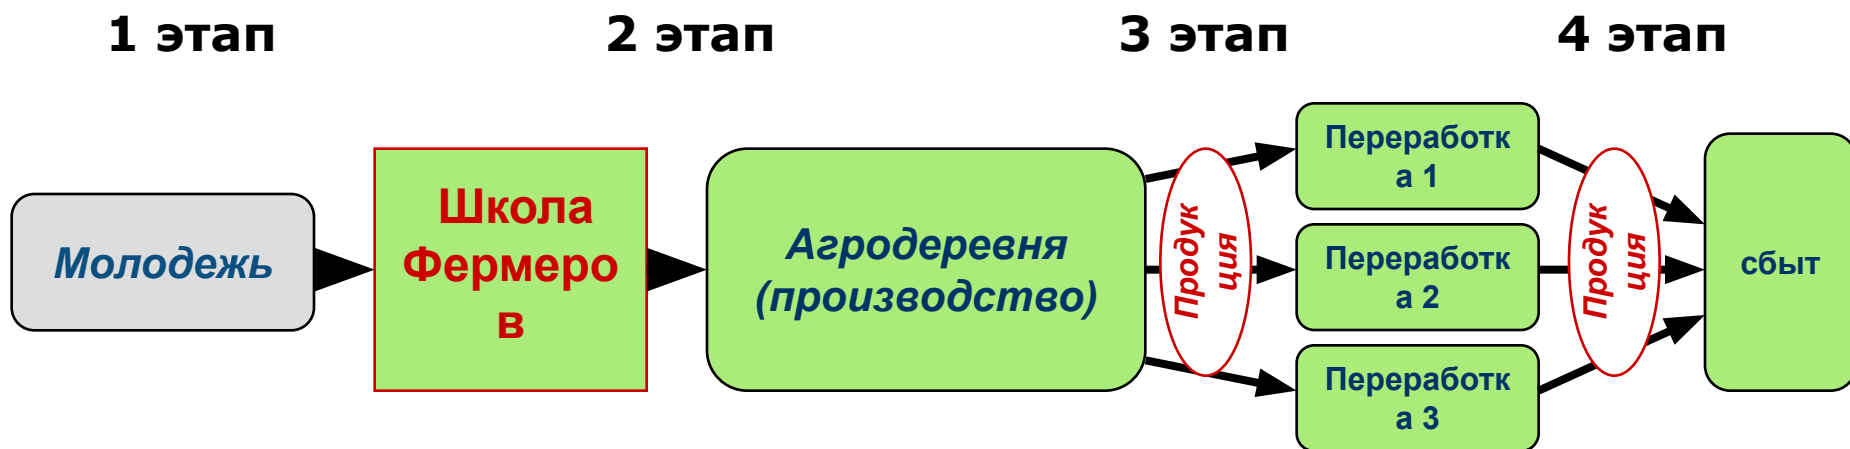 1 этап
2 этап
3 этап
4 этап
Молодежь
Школа
Фермеро
в
Агродеревня
(производство)
Продук
ция
Переработк
а 1
Переработк
а 2
Переработк
а 3
Продук
ция
сбыт